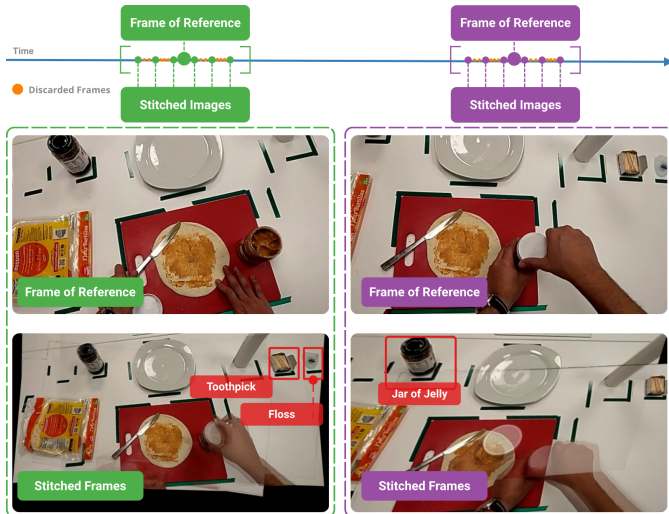 Frame of Reference
Frame of Reference
Time
Discarded Frames
Stitched Images
Stitched Images
Frame of Reference
Frame of Reference
Toothpick
Floss
Jar of Jelly
Stitched Frames
Stitched Frames